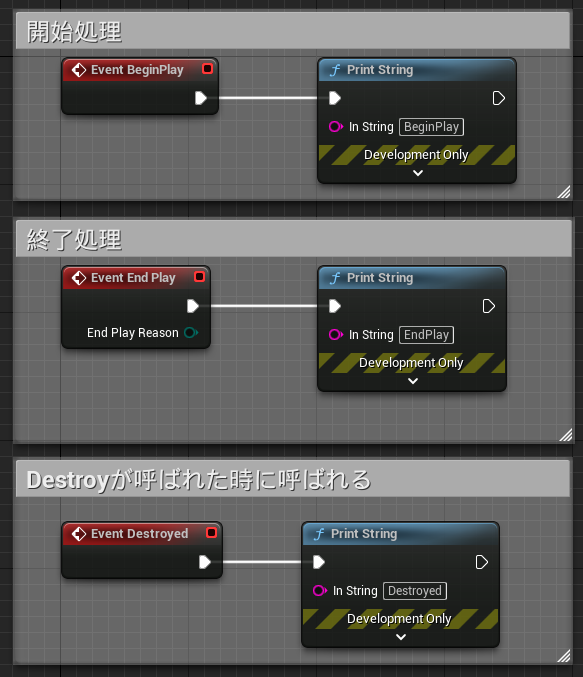 開始処理
Event BeginPlay
Print String
In String BeginPlay
Development Only
終了処理
Event End Play
Print String
End Play Reason
In String EndPlay
Development Only
Destroyが呼ばれた時に呼ばれる
Event Destroyed
Print String
In String Destroyed
Development Only